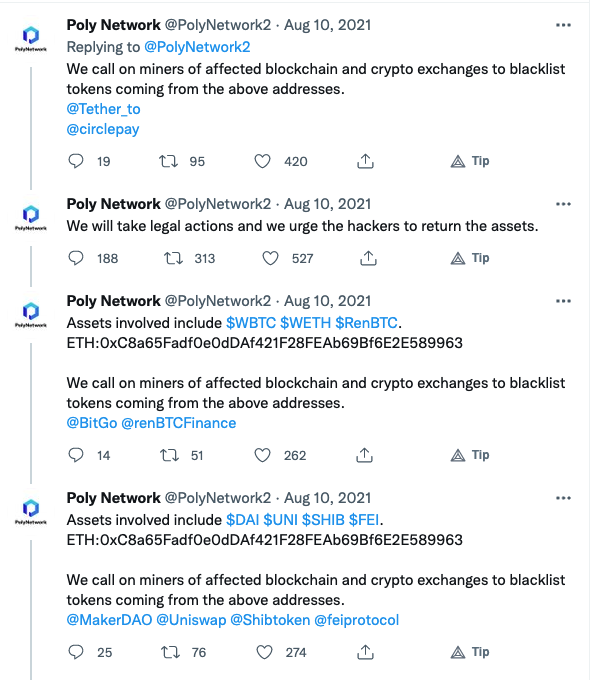 Poly Network @PolyNetwork2 · Aug 10, 2021
PolyNetwork
Replying to @PolyNetwork2
We call on miners of affected blockchain and crypto exchanges to blacklist
tokens coming from the above addresses.
@Tether_to
@circlepay
19 95 420 Tip
Poly Network @PolyNetwork2 · Aug 10, 2021
PolyNetwork
We will take legal actions and we urge the hackers to return the assets.
188 313 527 Tip
Poly Network @PolyNetwork2 · Aug 10, 2021
PolyNetwork
Assets involved include $WBTC $WETH $RenBTC.
ETH:0xC8a65Fadf0e0dDAf421F28FEAb69Bf6E2E589963
We call on miners of affected blockchain and crypto exchanges to blacklist
tokens coming from the above addresses.
@BitGo @renBTCFinance
14 51 262 Tip
Poly Network @PolyNetwork2 · Aug 10, 2021
PolyNetwork
Assets involved include $DAI $UNI $SHIB $FEI.
ETH:0xC8a65Fadf0e0dDAf421F28FEAb69Bf6E2E589963
We call on miners of affected blockchain and crypto exchanges to blacklist
tokens coming from the above addresses.
@MakerDAO @Uniswap @Shibtoken @feiprotocol
25 76 274 Tip